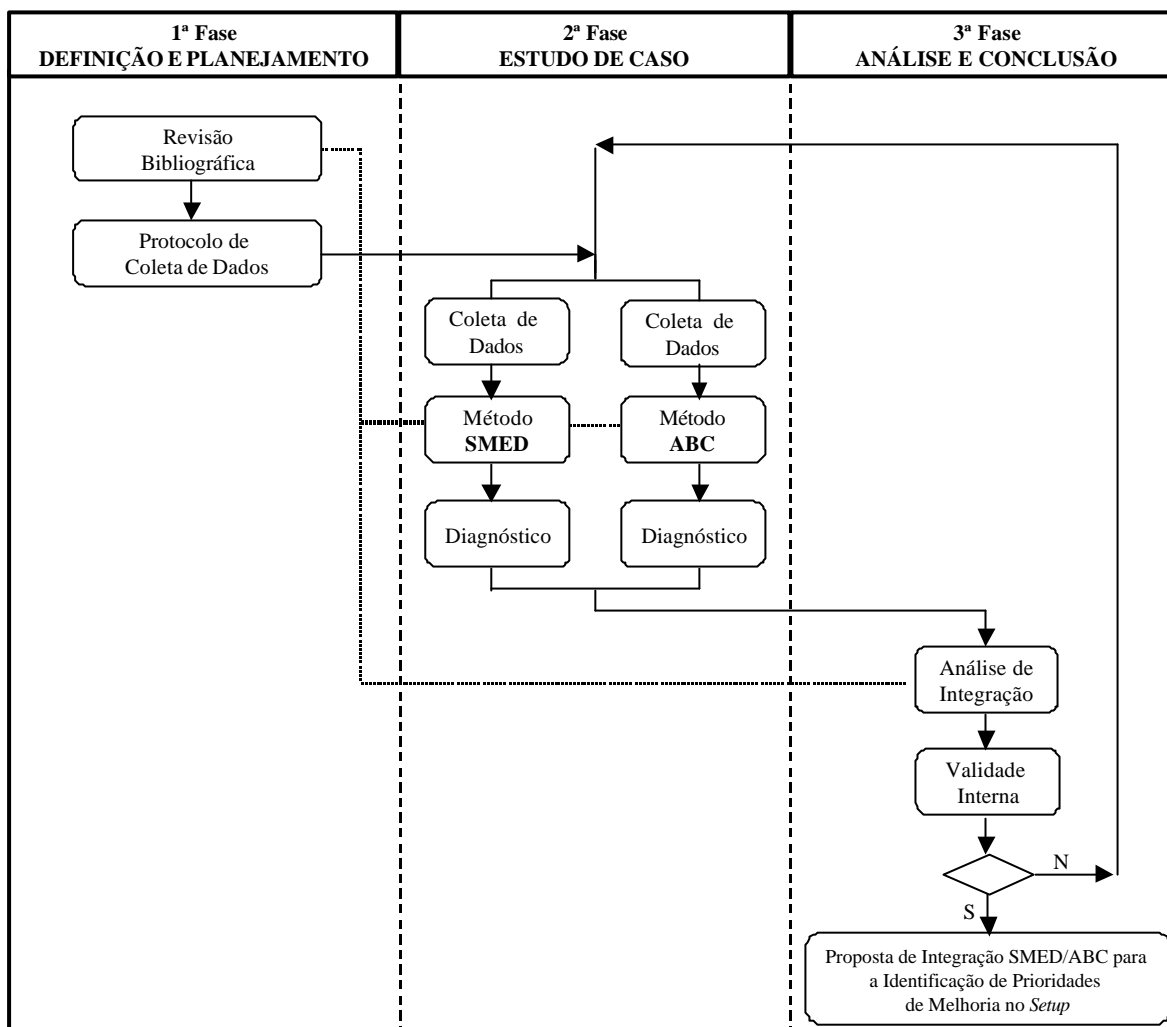 1ª Fase
DEFINIÇÃO E PLANEJAMENTO
2ª Fase
ESTUDO DE CASO
3ª Fase
ANÁLISE E CONCLUSÃO
Revisão
Bibliográfica
Protocolo de
Coleta de Dados
Coleta de
Dados
Coleta de
Dados
Método
SMED
Método
ABC
Diagnóstico
Diagnóstico
Análise de
Integração
Validade
Interna
N
S
Proposta de Integração SMED/ABC para
a Identificação de Prioridades
de Melhoria no Setup